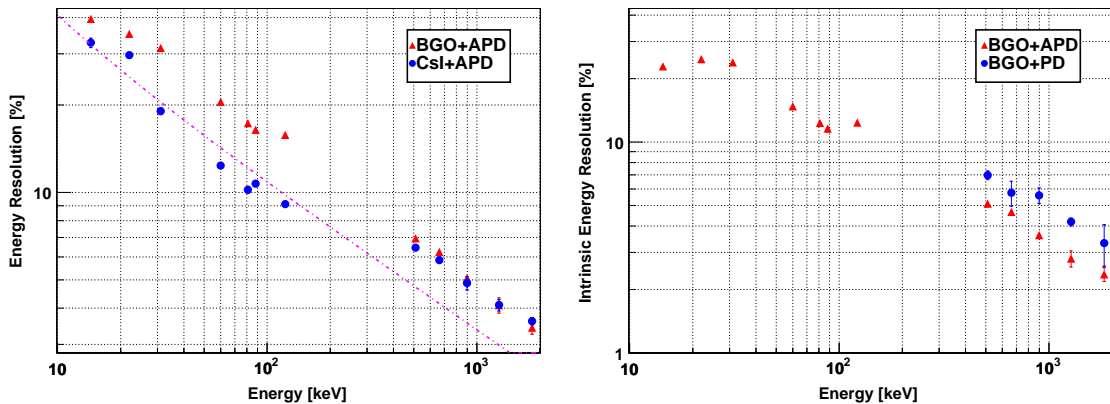 Energy Resolution [%]
10
BGO+APD
CsI+APD
10
10²
10³
Energy [keV]
Intrinsic Energy Resolution [%]
10
1
BGO+APD
BGO+PD
10
10²
10³
Energy [keV]